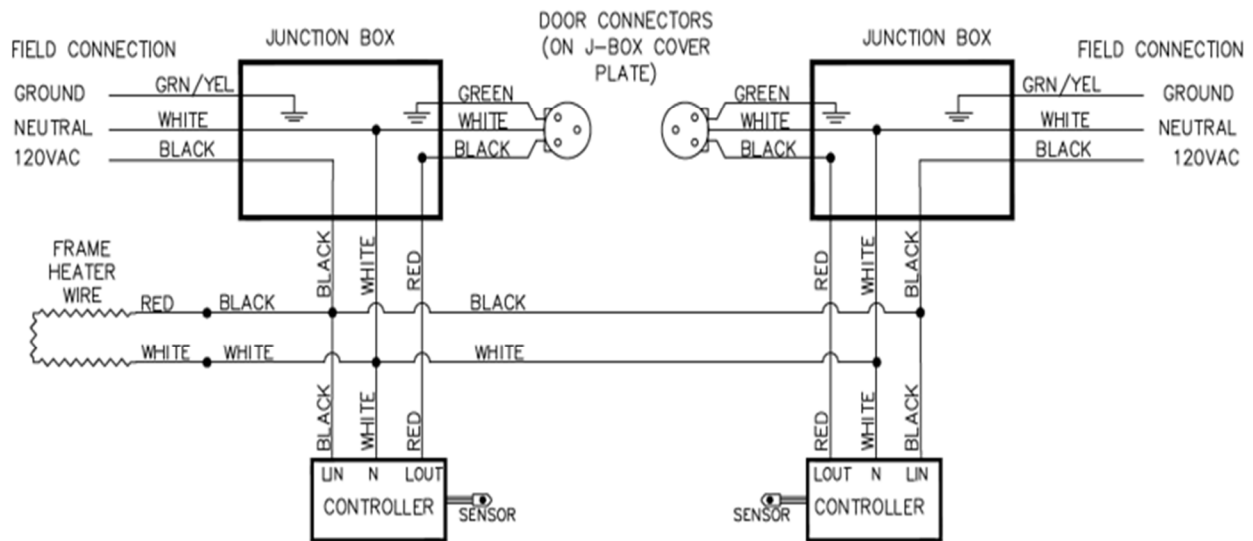 DOOR CONNECTORS
(ON J-BOX COVER
PLATE)
JUNCTION BOX
JUNCTION BOX
FIELD CONNECTION
FIELD CONNECTION
GROUND
GRN/YEL
GREEN
GREEN
GRN/YEL
GROUND
NEUTRAL
WHITE
WHITE
WHITE
WHITE
NEUTRAL
120VAC
BLACK
BLACK
BLACK
BLACK
120VAC
FRAME
HEATER
WIRE
BLACK
WHITE
RED
RED
WHITE
BLACK
RED
BLACK
BLACK
WHITE
WHITE
WHITE
BLACK
WHITE
RED
RED
WHITE
BLACK
LIN N LOUT
CONTROLLER
SENSOR
LOUT N LIN
CONTROLLER
SENSOR